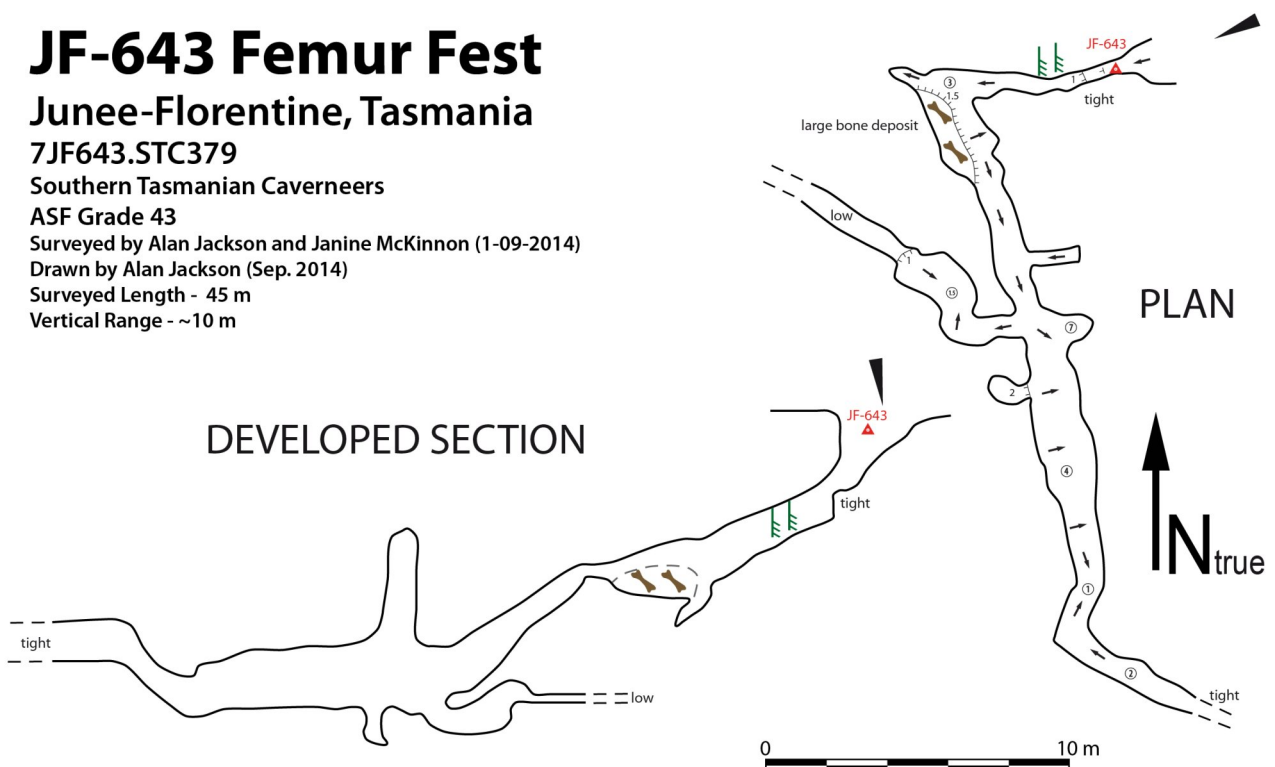 JF-643 Femur Fest
Junee-Florentine, Tasmania
7JF643.STC379
Southern Tasmanian Caverneers
ASF Grade 43
Surveyed by Alan Jackson and Janine McKinnon (1-09-2014)
Drawn by Alan Jackson (Sep. 2014)
Surveyed Length - 45 m
Vertical Range - ~10 m
JF-643
1
tight
3
1.5
large bone deposit
low
1
1.5
7
PLAN
2
4
1
2
tight
N true
DEVELOPED SECTION
JF-643
tight
tight
low
0
10 m